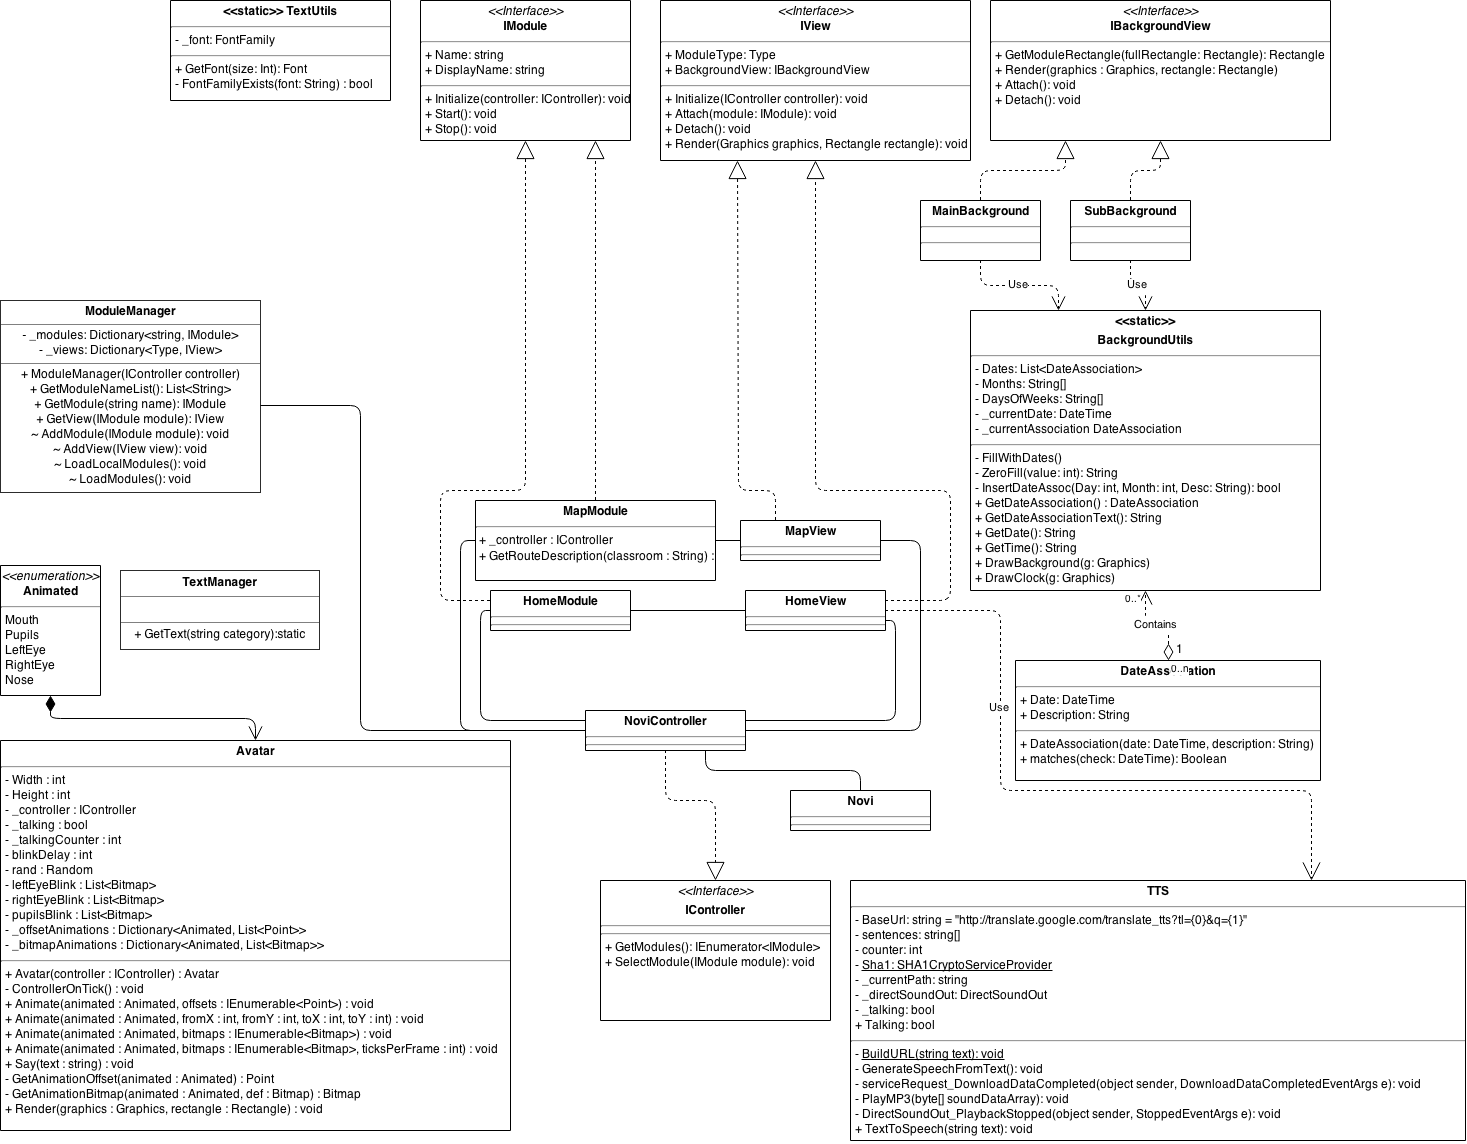 <<static>> TextUtils
- _font: FontFamily
+ GetFont(size: Int): Font
- FontFamilyExists(font: String) : bool
<<Interface>>
IModule
+ Name: string
+ DisplayName: string
+ Initialize(controller: IController): void
+ Start(): void
+ Stop(): void
<<Interface>>
IView
+ ModuleType: Type
+ BackgroundView: IBackgroundView
+ Initialize(IController controller): void
+ Attach(module: IModule): void
+ Detach(): void
+ Render(Graphics graphics, Rectangle rectangle): void
<<Interface>>
IBackgroundView
+ GetModuleRectangle(fullRectangle: Rectangle): Rectangle
+ Render(graphics : Graphics, rectangle: Rectangle)
+ Attach(): void
+ Detach(): void
MainBackground
SubBackground
Use
Use
ModuleManager
- _modules: Dictionary<string, IModule>
- _views: Dictionary<Type, IView>
+ ModuleManager(IController controller)
+ GetModuleNameList(): List<String>
+ GetModule(string name): IModule
+ GetView(IModule module): IView
~ AddModule(IModule module): void
~ AddView(IView view): void
~ LoadLocalModules(): void
~ LoadModules(): void
<<static>>
BackgroundUtils
- Dates: List<DateAssociation>
- Months: String[]
- DaysOfWeeks: String[]
- _currentDate: DateTime
- _currentAssociation DateAssociation
- FillWithDates()
- ZeroFill(value: int): String
- InsertDateAssoc(Day: int, Month: int, Desc: String): bool
+ GetDateAssociation() : DateAssociation
+ GetDateAssociationText(): String
+ GetDate(): String
+ GetTime(): String
+ DrawBackground(g: Graphics)
+ DrawClock(g: Graphics)
MapModule
+ _controller : IController
+ GetRouteDescription(classroom : String) :
MapView
HomeModule
HomeView
<<enumeration>>
Animated
Mouth
Pupils
LeftEye
RightEye
Nose
TextManager
+ GetText(string category):static
0..*
Contains
1
0..n
DateAssociation
+ Date: DateTime
+ Description: String
+ DateAssociation(date: DateTime, description: String)
+ matches(check: DateTime): Boolean
Use
NoviController
Novi
Avatar
- Width : int
- Height : int
- _controller : IController
- _talking : bool
- _talkingCounter : int
- blinkDelay : int
- rand : Random
- leftEyeBlink : List<Bitmap>
- rightEyeBlink : List<Bitmap>
- pupilsBlink : List<Bitmap>
- _offsetAnimations : Dictionary<Animated, List<Point>>
- _bitmapAnimations : Dictionary<Animated, List<Bitmap>>
+ Avatar(controller : IController) : Avatar
- ControllerOnTick() : void
+ Animate(animated : Animated, offsets : IEnumerable<Point>) : void
+ Animate(animated : Animated, fromX : int, fromY : int, toX : int, toY : int) : void
+ Animate(animated : Animated, bitmaps : IEnumerable<Bitmap>) : void
+ Animate(animated : Animated, bitmaps : IEnumerable<Bitmap>, ticksPerFrame : int) : void
+ Say(text : string) : void
- GetAnimationOffset(animated : Animated) : Point
- GetAnimationBitmap(animated : Animated, def : Bitmap) : Bitmap
+ Render(graphics : Graphics, rectangle : Rectangle) : void
<<Interface>>
IController
+ GetModules(): IEnumerator<IModule>
+ SelectModule(IModule module): void
TTS
- BaseUrl: string = "http://translate.google.com/translate_tts?tl={0}&q={1}"
- sentences: string[]
- counter: int
- Sha1: SHA1CryptoServiceProvider
- _currentPath: string
- _directSoundOut: DirectSoundOut
- _talking: bool
+ Talking: bool
- BuildURL(string text): void
- GenerateSpeechFromText(): void
- serviceRequest_DownloadDataCompleted(object sender, DownloadDataCompletedEventArgs e): void
- PlayMP3(byte[] soundDataArray): void
- DirectSoundOut_PlaybackStopped(object sender, StoppedEventArgs e): void
+ TextToSpeech(string text): void